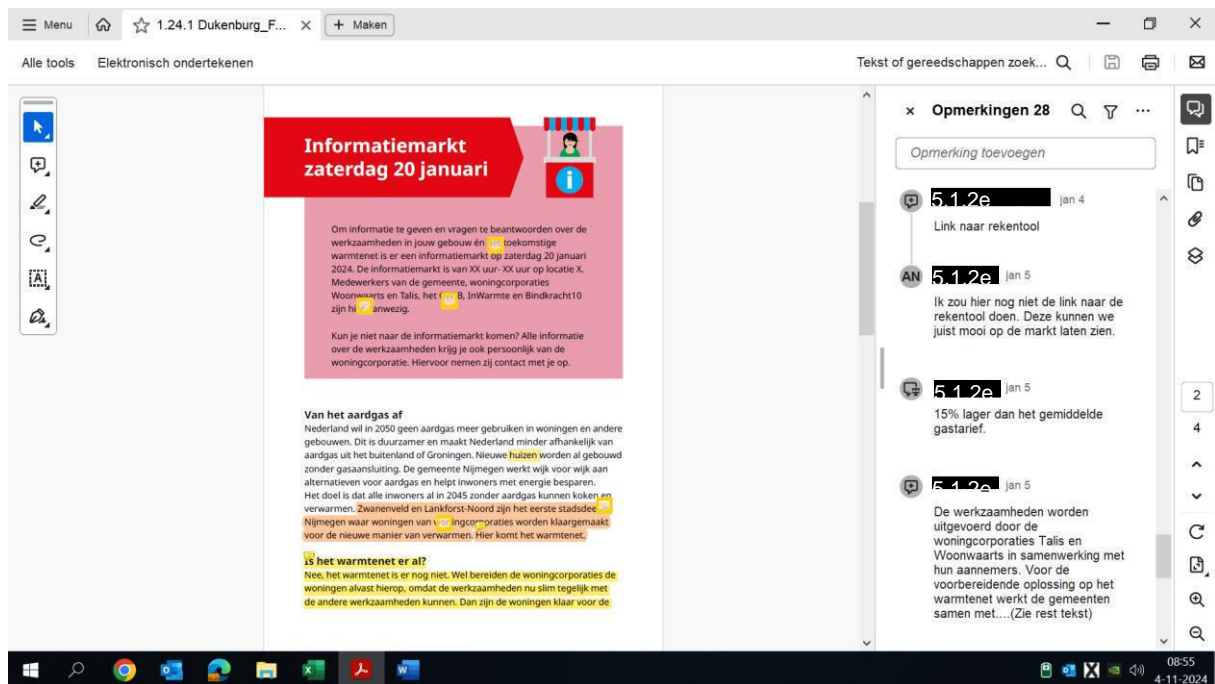 Menu
1.24.1 Dukenburg_F...
+ Maken
Alle tools
Elektronisch ondertekenen
Tekst of gereedschappen zoek...
Informatiemarkt
zaterdag 20 januari
Om informatie te geven en vragen te beantwoorden over de
werkzaamheden in jouw gebouw én toekomstige
warmtenet is er een informatiemarkt op zaterdag 20 januari
2024. De informatiemarkt is van XX uur- XX uur op locatie X.
Medewerkers van de gemeente, woningcorporaties
Woonwaarts en Talis, het B, InWarmte en Bindkracht10
zijn hi anwezig.
Kun je niet naar de informatiemarkt komen? Alle informatie
over de werkzaamheden krijg je ook persoonlijk van de
woningcorporatie. Hiervoor nemen zij contact met je op.
Van het aardgas af
Nederland wil in 2050 geen aardgas meer gebruiken in woningen en andere
gebouwen. Dit is duurzamer en maakt Nederland minder afhankelijk van
aardgas uit het buitenland of Groningen. Nieuwe huizen worden al gebouwd
zonder gasaansluiting. De gemeente Nijmegen werkt wijk voor wijk aan
alternatieven voor aardgas en helpt inwoners met energie besparen.
Het doel is dat alle inwoners al in 2045 zonder aardgas kunnen koken en
verwarmen. Zwanenveld en Lankforst-Noord zijn het eerste stadsdee
Nijmegen waar woningen van ingcorporaties worden klaargemaakt
voor de nieuwe manier van verwarmen. Hier komt het warmtenet.
Is het warmtenet er al?
Nee, het warmtenet is er nog niet. Wel bereiden de woningcorporaties de
woningen alvast hierop, omdat de werkzaamheden nu slim tegelijk met
de andere werkzaamheden kunnen. Dan zijn de woningen klaar voor de
Opmerkingen 28
Opmerking toevoegen
5.1.2e jan 4
Link naar rekentool
AN 5.1.2e jan 5
Ik zou hier nog niet de link naar de
rekentool doen. Deze kunnen we
juist mooi op de markt laten zien.
5.1.2e jan 5
15% lager dan het gemiddelde
gastarief.
5.1.2e jan 5
De werkzaamheden worden
uitgevoerd door de
woningcorporaties Talis en
Woonwaarts in samenwerking met
hun aannemers. Voor de
voorbereidende oplossing op het
warmtenet werkt de gemeenten
samen met....(Zie rest tekst)
2
4
08:55
4-11-2024